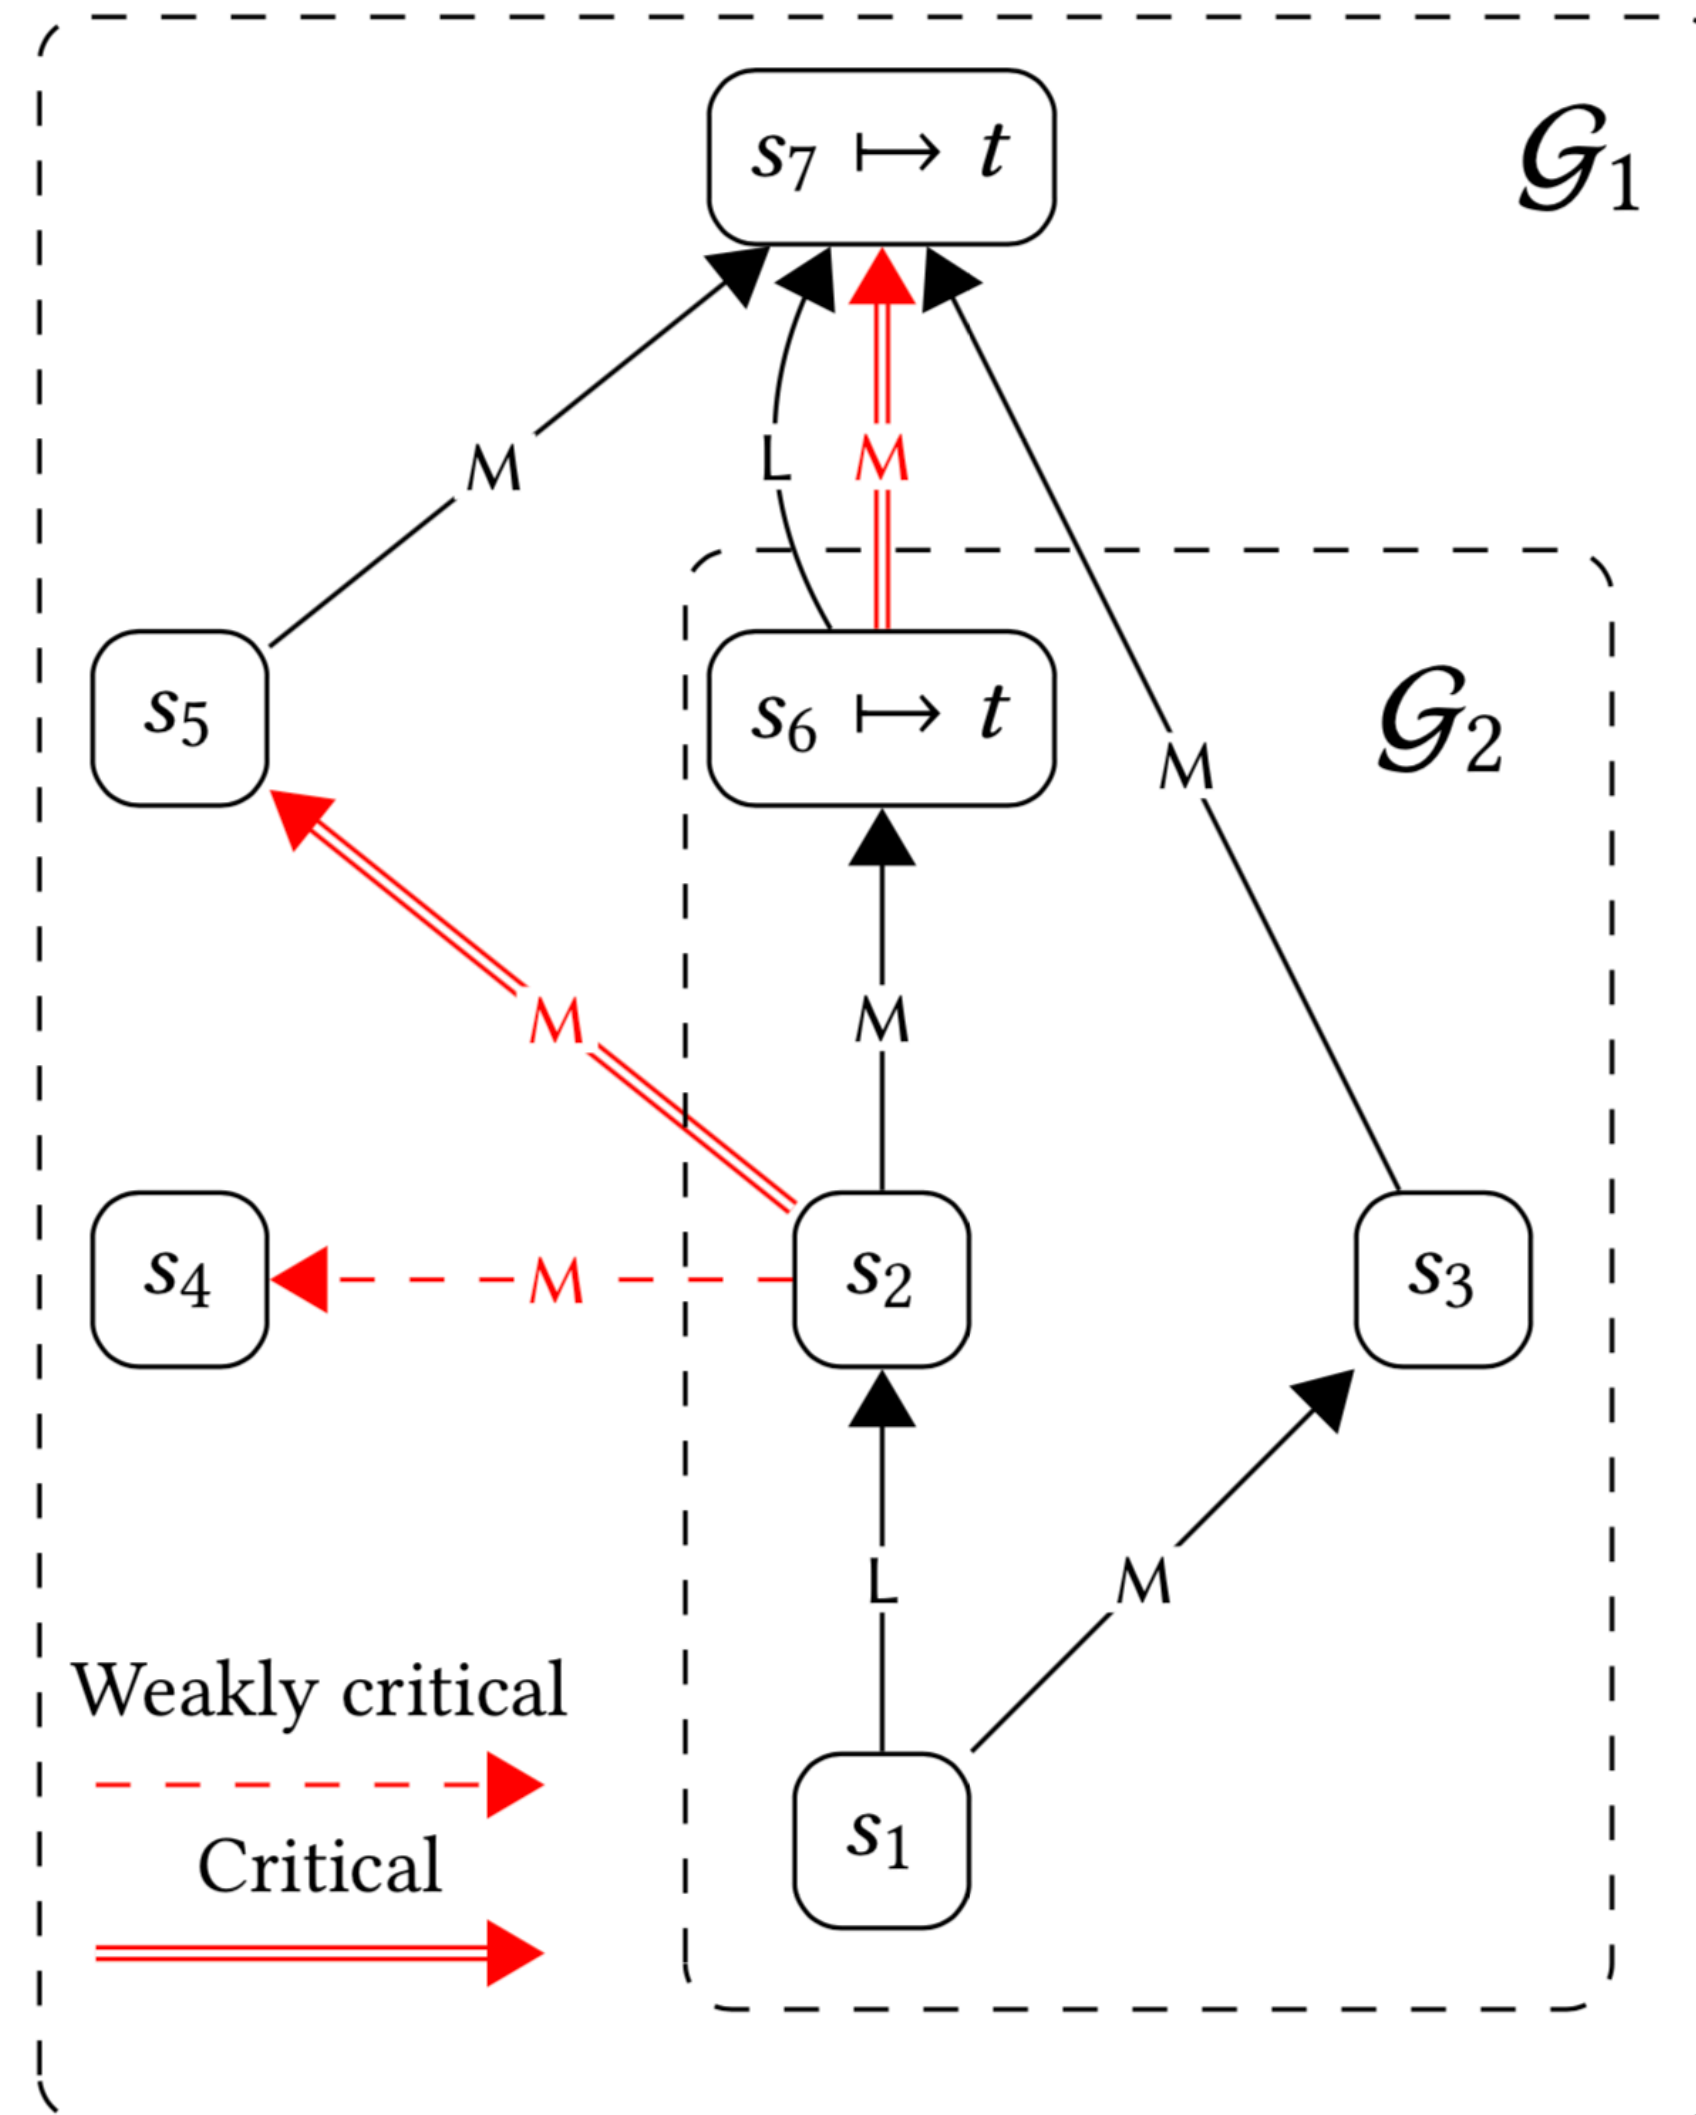 s₇ ⟼ t
𝒢₁
M
L
M
s₅
s₆ ⟼ t
𝒢₂
M
M
M
s₄
M
s₂
s₃
L
M
Weakly critical
s₁
Critical